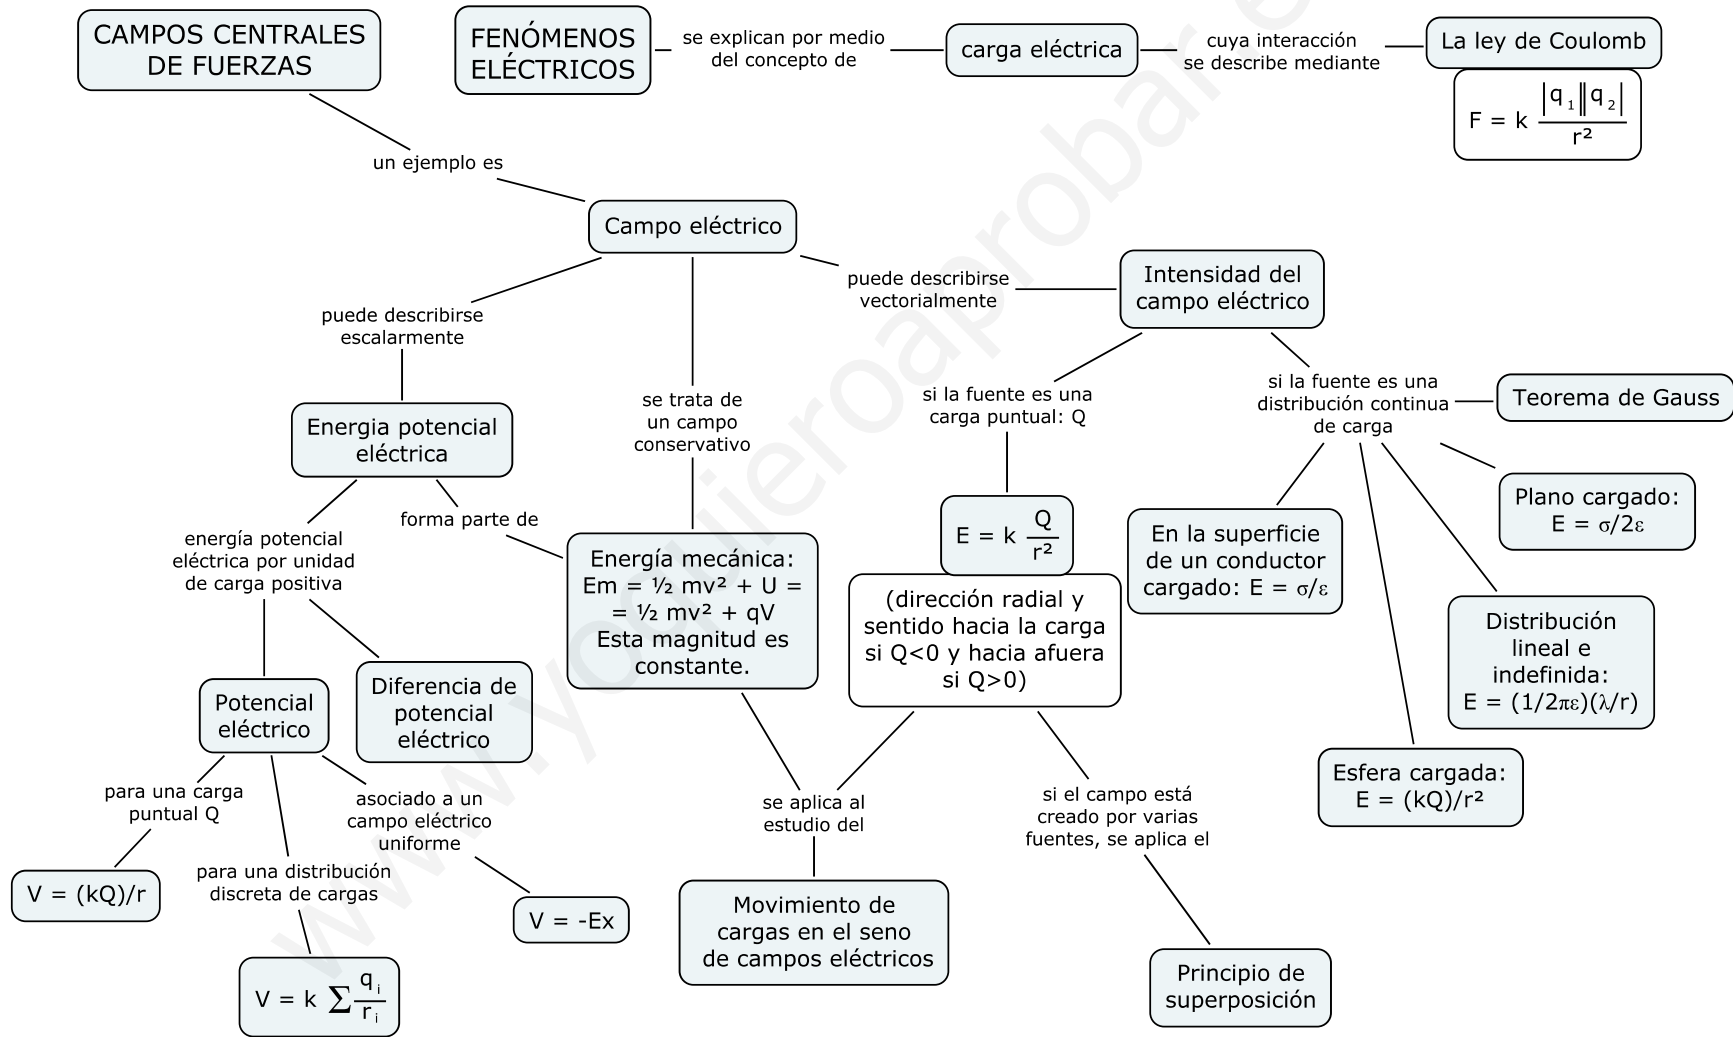 CAMPOS CENTRALES
DE FUERZAS
FENÓMENOS
ELÉCTRICOS
se explican por medio
del concepto de
carga eléctrica
cuya interacción
se describe mediante
La ley de Coulomb
F = k |q₁||q₂| / r²
un ejemplo es
Campo eléctrico
puede describirse
escalarmente
puede describirse
vectorialmente
Intensidad del
campo eléctrico
se trata de
un campo
conservativo
si la fuente es una
carga puntual: Q
si la fuente es una
distribución continua
de carga
Teorema de Gauss
Energia potencial
eléctrica
energía potencial
eléctrica por unidad
de carga positiva
forma parte de
Energía mecánica:
Em = ½ mv² + U =
= ½ mv² + qV
Esta magnitud es
constante.
E = k Q / r²
(dirección radial y
sentido hacia la carga
si Q<0 y hacia afuera
si Q>0)
En la superficie
de un conductor
cargado: E = σ/ε
Plano cargado:
E = σ/2ε
Distribución
lineal e
indefinida:
E = (1/2πε)(λ/r)
Esfera cargada:
E = (kQ)/r²
Potencial
eléctrico
Diferencia de
potencial
eléctrico
para una carga
puntual Q
V = (kQ)/r
para una distribución
discreta de cargas
V = k Σ qᵢ / rᵢ
asociado a un
campo eléctrico
uniforme
V = -Ex
se aplica al
estudio del
Movimiento de
cargas en el seno
de campos eléctricos
si el campo está
creado por varias
fuentes, se aplica el
Principio de
superposición
www.yoquieroaprobar.e